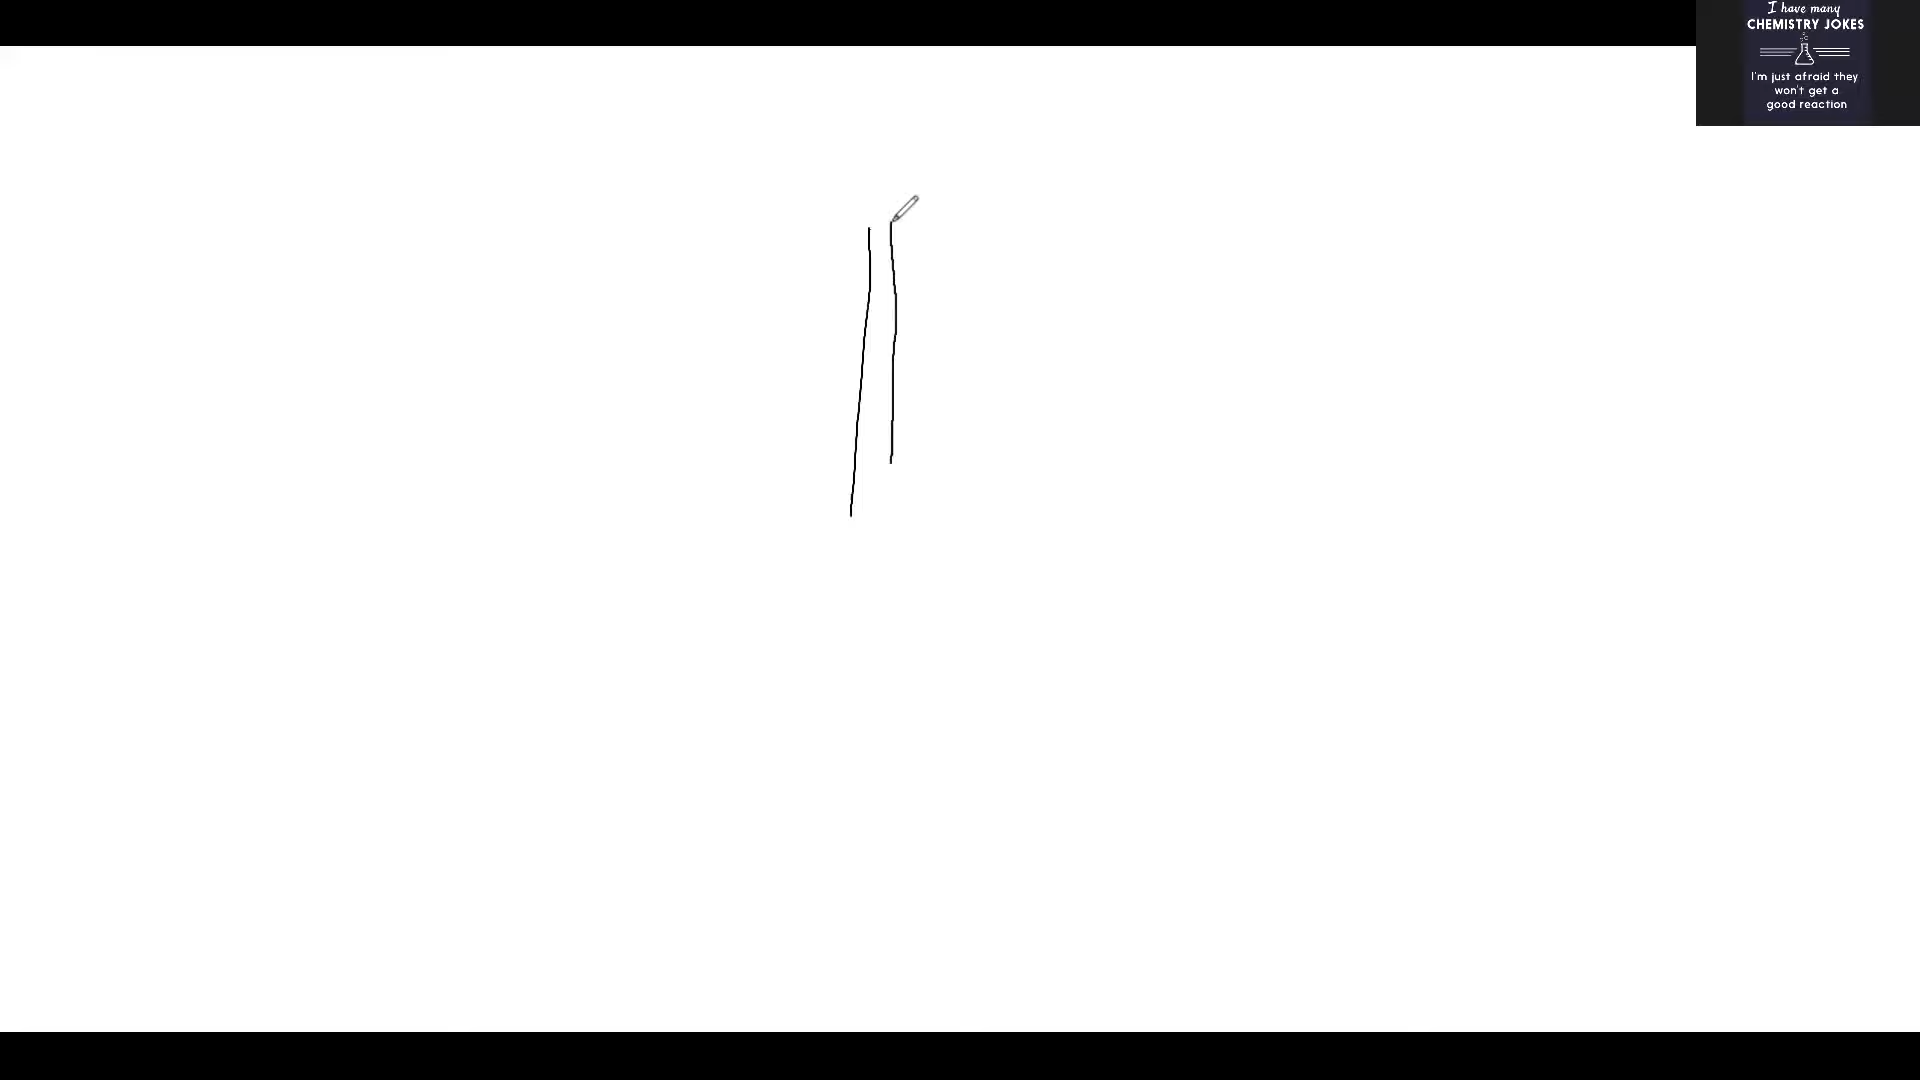 I have many
CHEMISTRY JOKES
I'm just afraid they
won't get a
good reaction